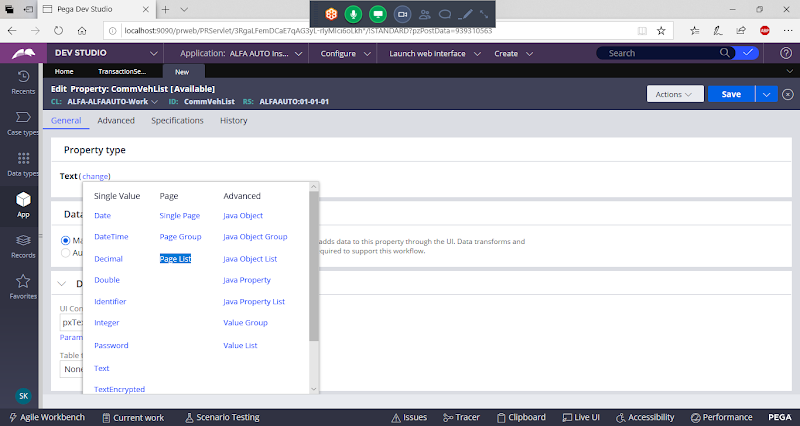 Pega Dev Studio
https://localhost:9090/prweb/PRServlet/3RgaLFemDCaE7qAG3yL-rlyMlci6oLkh*/!STANDARD?pzPostData=939310563
DEV STUDIO Application: ALFA AUTO Ins... Configure Launch web Interface Create Search
Home TransactionSe... New
Recents
Edit Property: CommVehList [Available]
CL: ALFA-ALFAAUTO-Work ID: CommVehList RS: ALFAAUTO:01-01-01
Actions Save
Case types
General Advanced Specifications History
Property type
Data types
Text(change)
App
Single Value Page Advanced
Date Single Page Java Object
DateTime Page Group Java Object Group
Decimal Page List Java Object List
Double Java Property
Identifier Java Property List
Integer Value Group
Password Value List
Text
TextEncrypted
Data
Ma
adds data to this property through the UI. Data transforms and
Au
quired to support this workflow.
Records
D
Favorites
UI Con
pxTe
Param
Table
None
SK
Agile Workbench Current work Scenario Testing Issues Tracer Clipboard Live UI Accessibility Performance PEGA